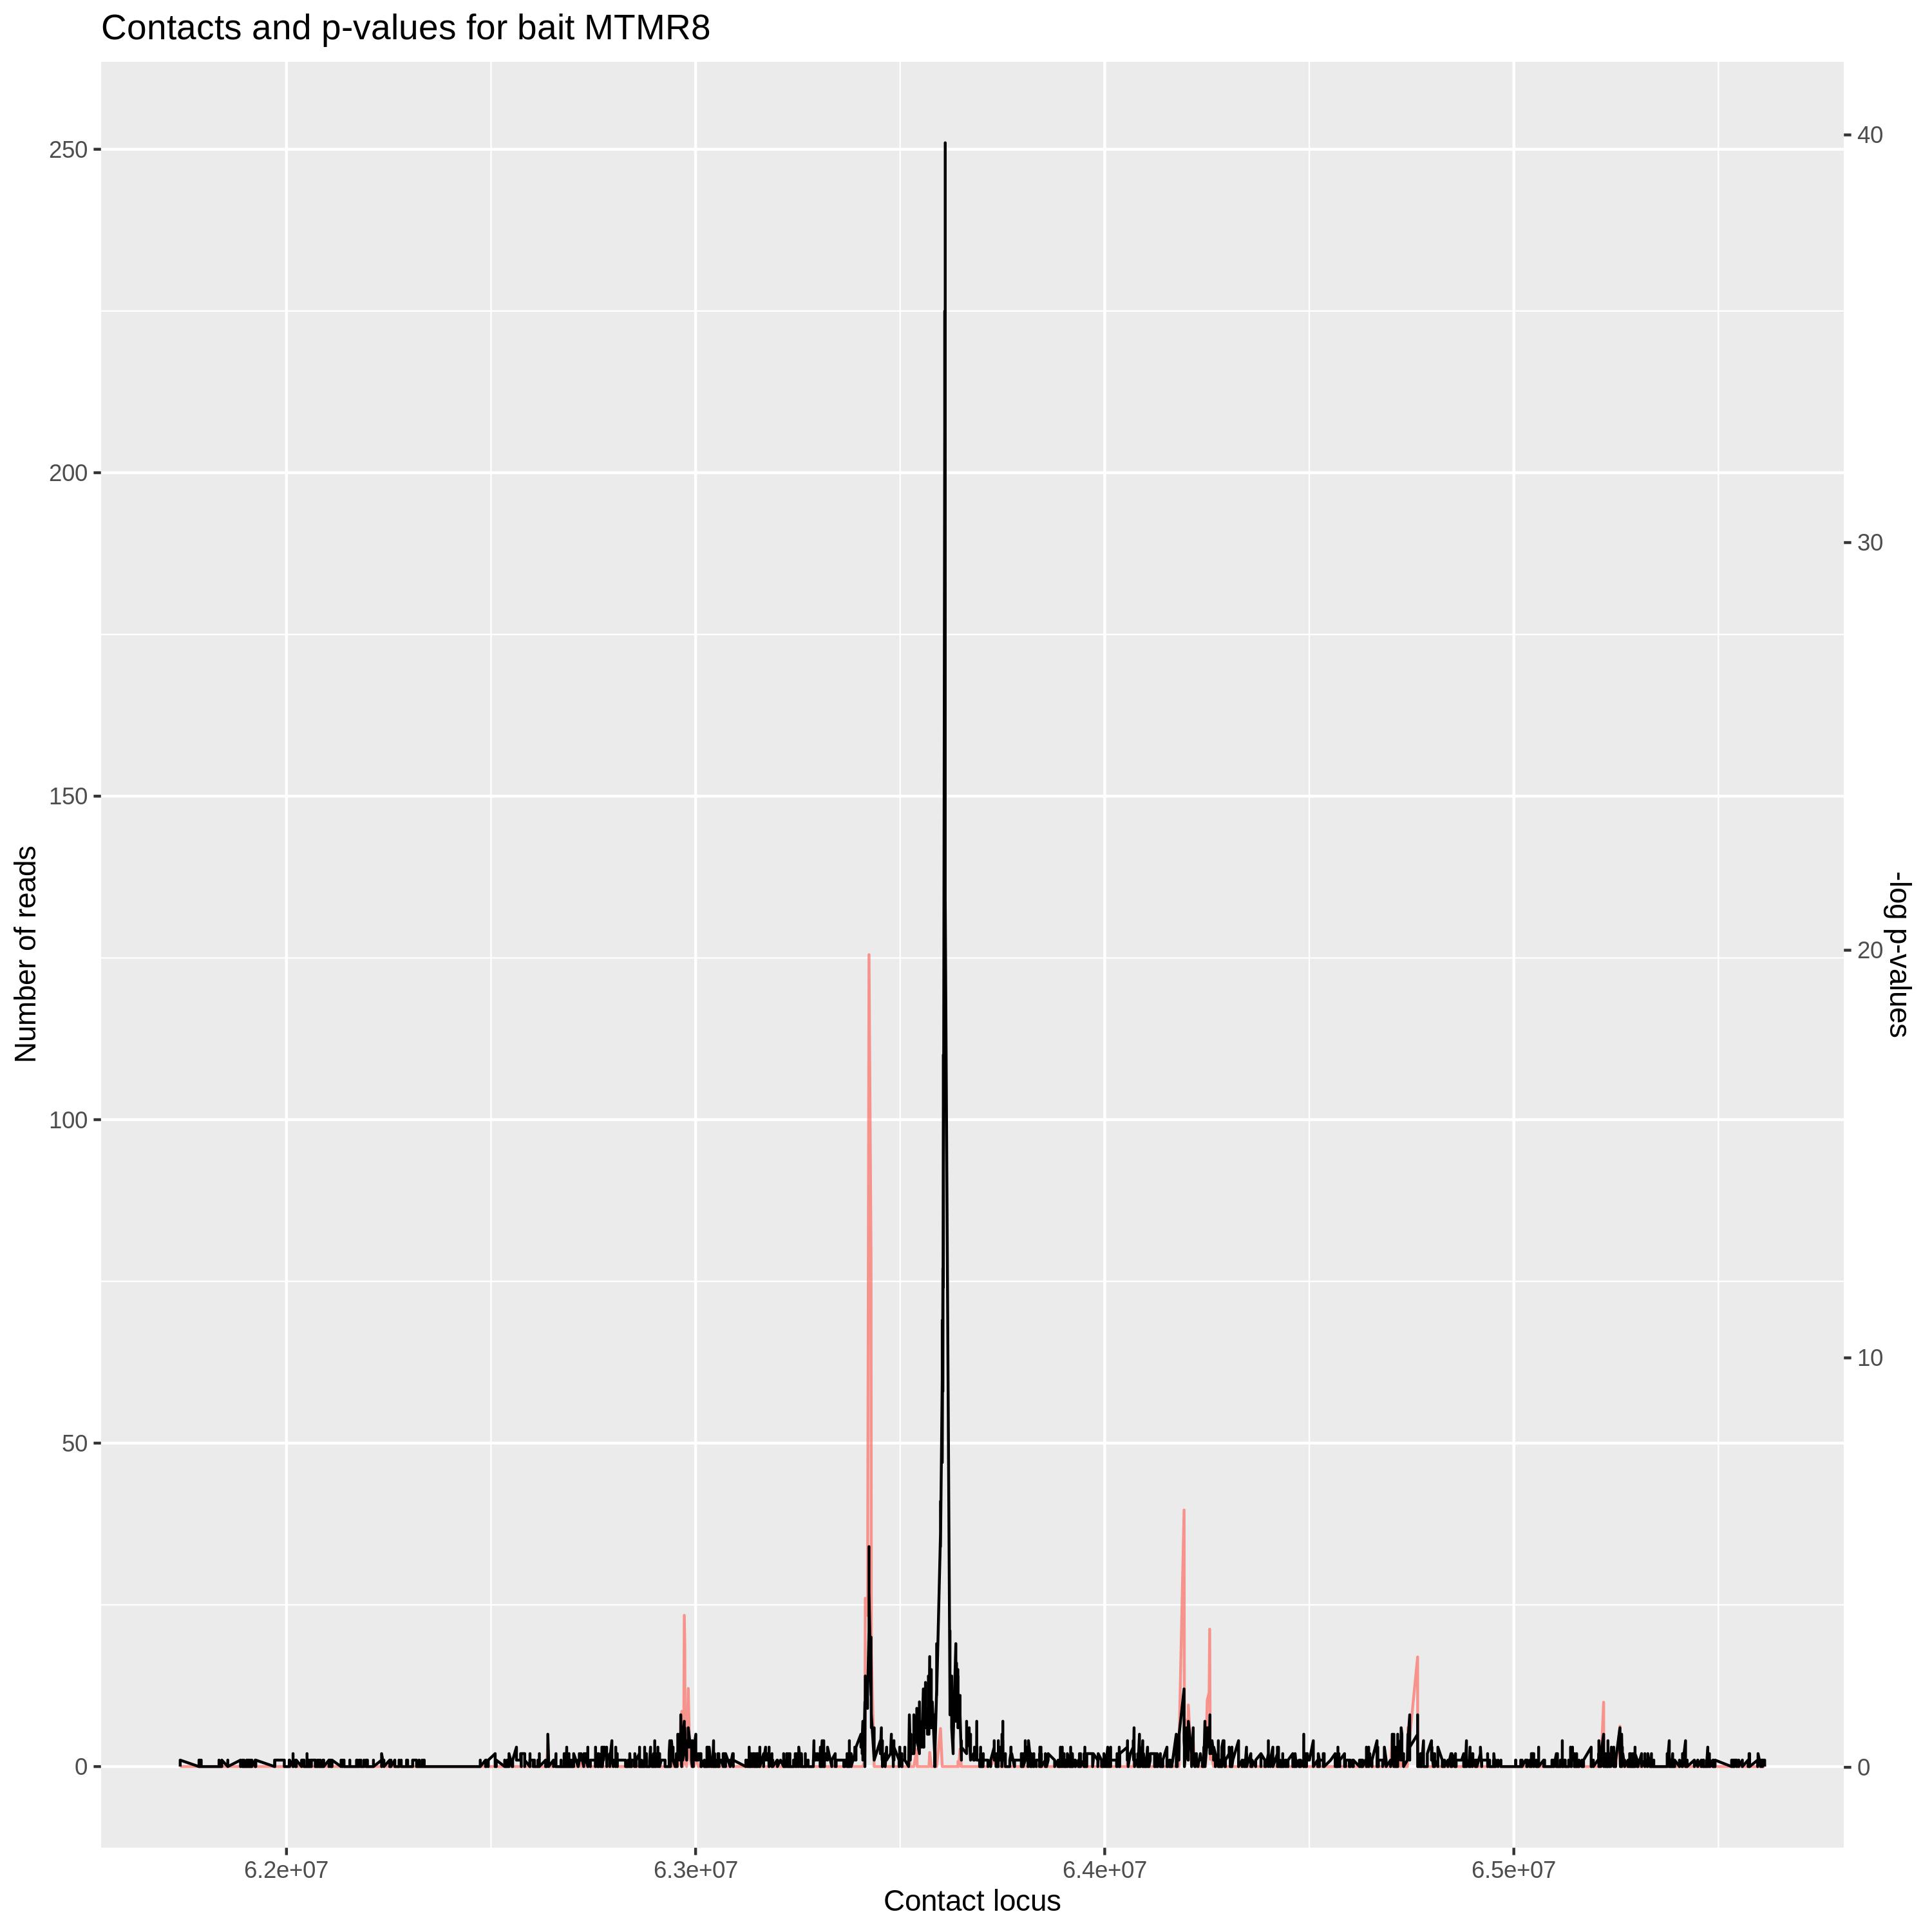 Contacts and p-values for bait MTMR8
250
200
150
100
50
0
Number of reads
40
30
20
10
0
-log p-values
6.2e+07
6.3e+07
6.4e+07
6.5e+07
Contact locus